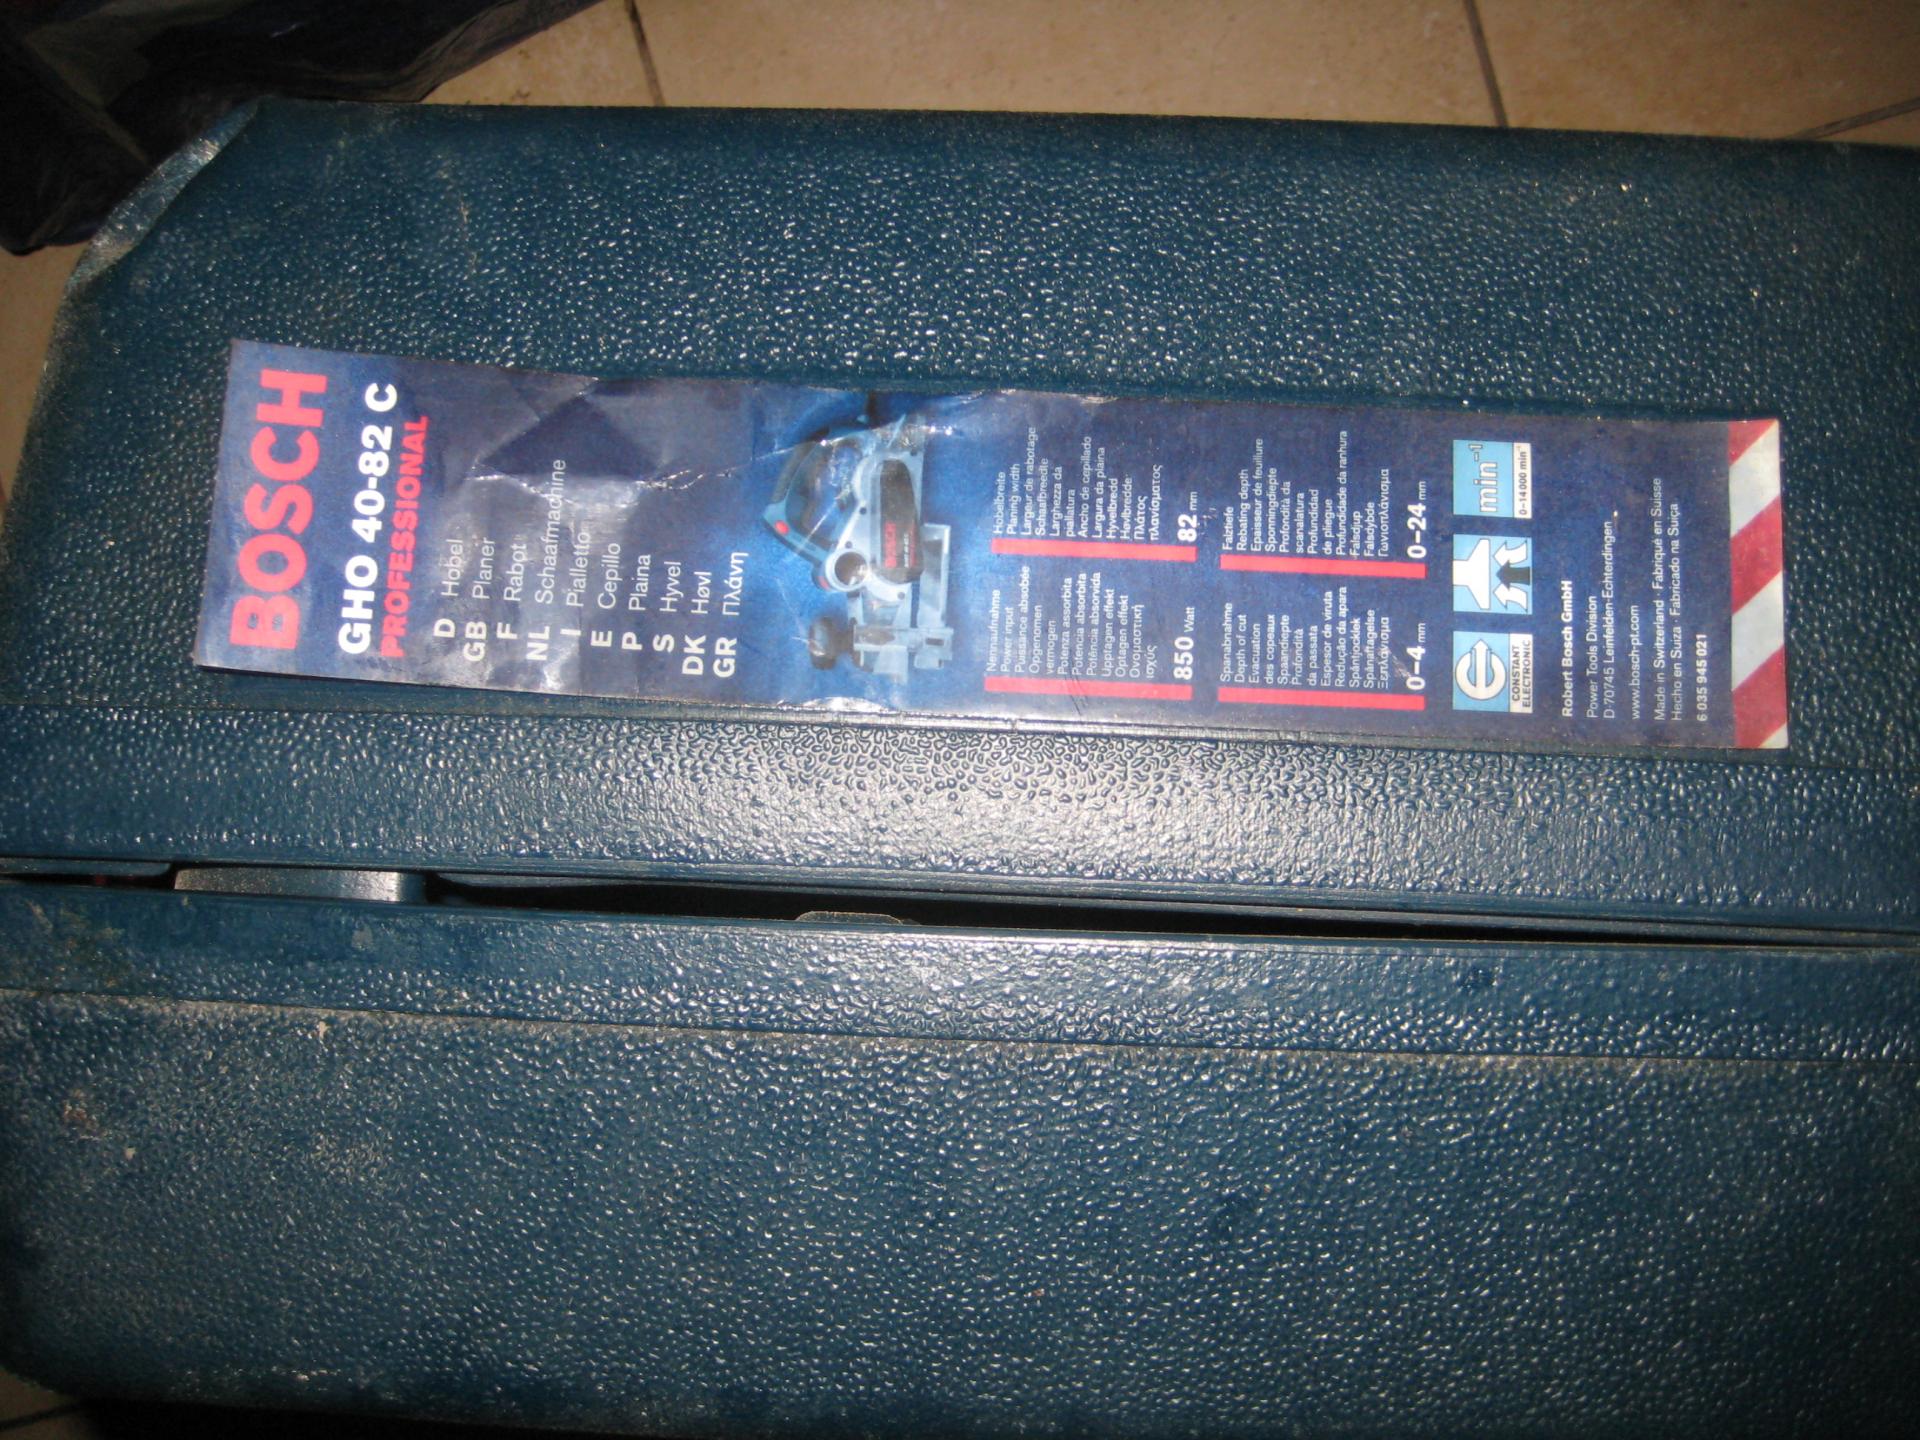 BOSCH
GHO 40-82 C
PROFESSIONAL
D Hobel
GB Planer
F Rabot
NL Schaafmachine
I Pialletto
E Cepillo
P Plaina
S Hyvel
DK Høvl
GR Πλάνη
BOSCH
Nennaufnahme
Power input
Puissance absorbée
Opgenomen
vermogen
Potenza assorbita
Potencia absorbita
Potência absorvida
Upptagen effekt
Optagen effekt
Ονομαστική
ισχύς
850 Watt
Hobelbreite
Planing width
Largeur de rabotage
Schaafbreedte
Larghezza da
piallatura
Ancho de cepillado
Largura da plaina
Hyvelbredd
Høvlbredde:
Πλάτος
πλανίσματος
82 mm
Spanabnahme
Depth of cut
Evacuation
des copeaux
Spaandiepte
Profondità
da passata
Espesor de viruta
Redução da apara
Spåntjocklek
Spånaftagelse
Ξεπλάνισμα
0–4 mm
Falztiefe
Rebating depth
Epasseur de feuillure
Sponningdiepte
Profondità da
scanalatura
Profundidad
de pliegue
Profundidade da ranhura
Falsdjup
Falsdybde
Γωνιοπλάνισμα
0–24 mm
CONSTANT
ELECTRONIC
min⁻¹
0–14 000 min⁻¹
Robert Bosch GmbH
Power Tools Division
D-70745 Leinfelden-Echterdingen
www.bosch-pt.com
Made in Switzerland · Fabriqué en Suisse
Hecho en Suiza · Fabricado na Suíça
6 035 945 021